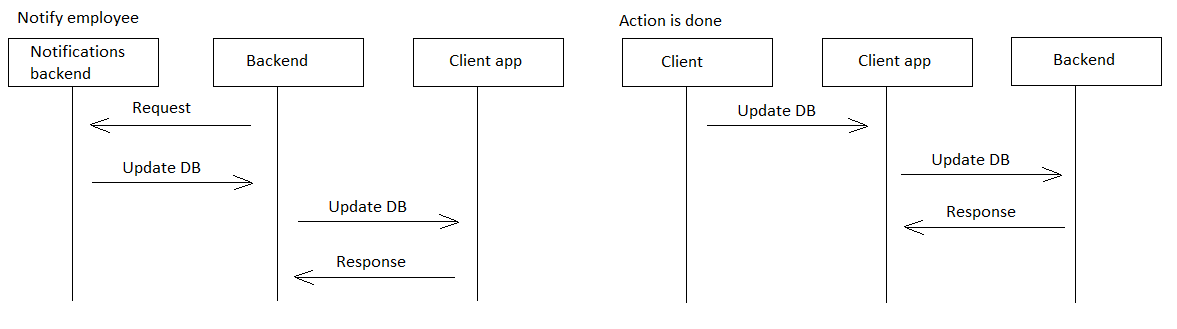 Notify employee
Notifications
backend
Backend
Client app
Request
Update DB
Update DB
Response
Action is done
Client
Client app
Backend
Update DB
Update DB
Response